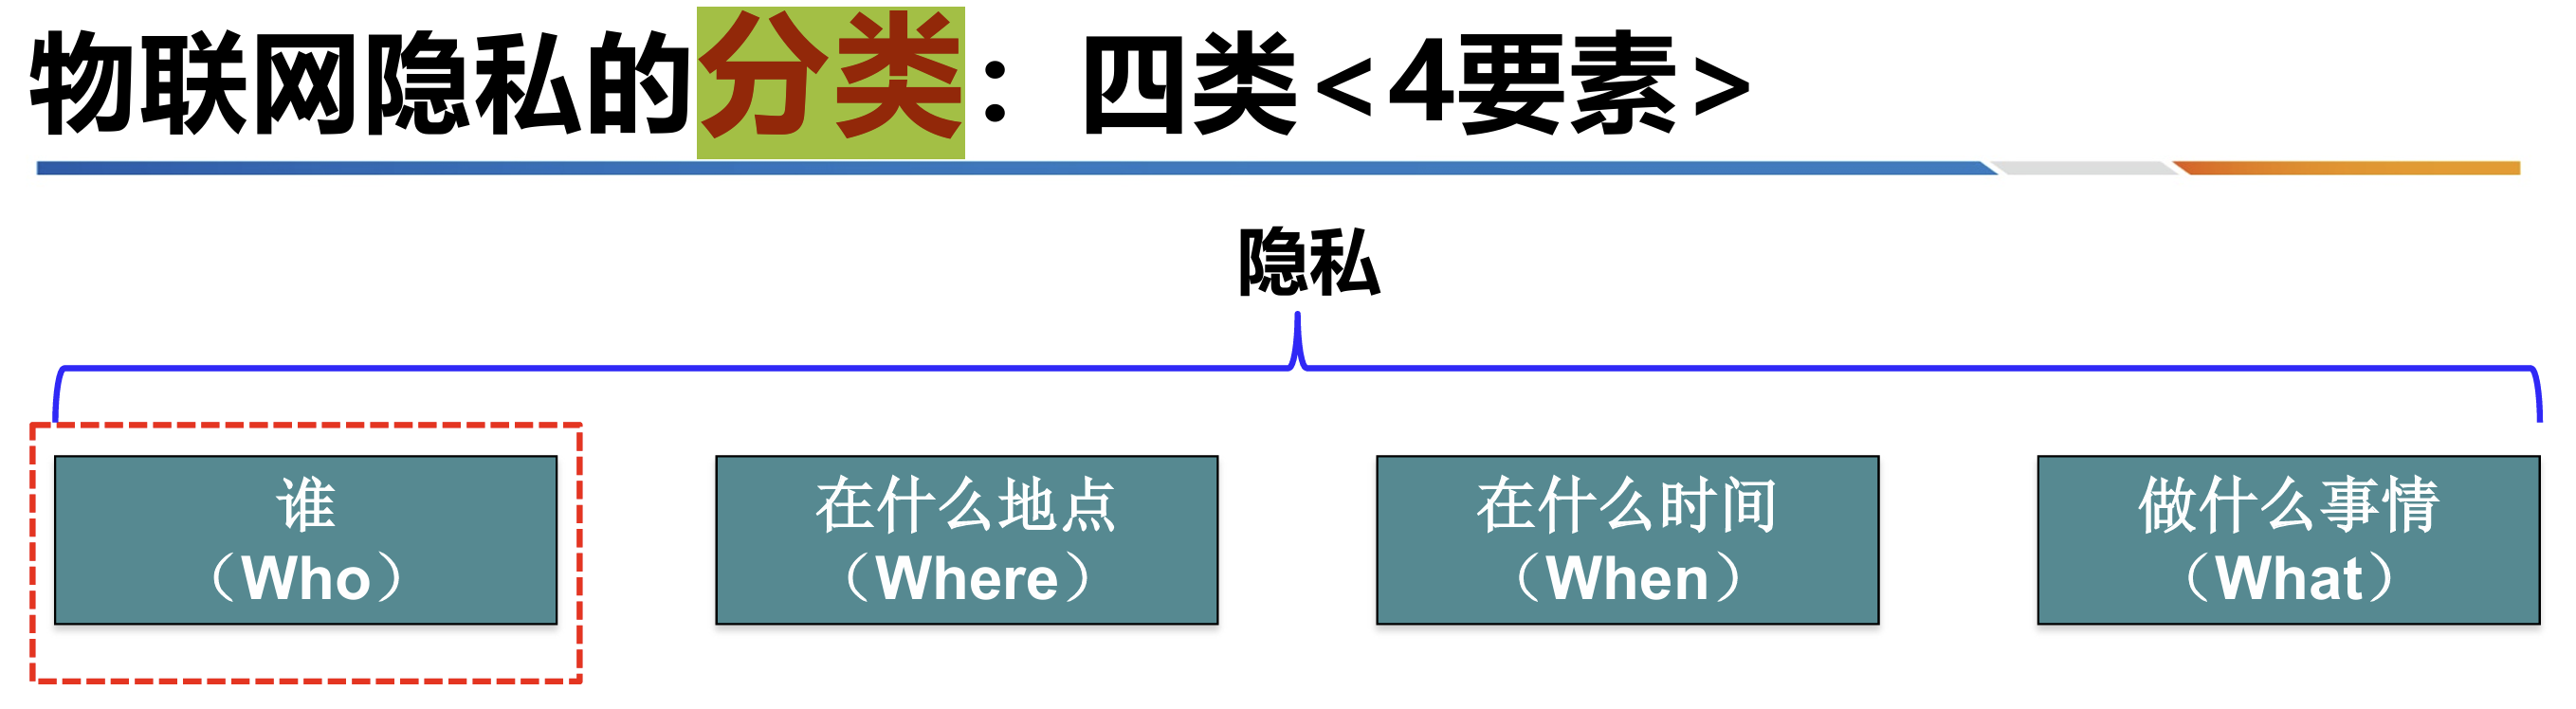 物联网隐私的分类：四类<4要素>
隐私
谁
（Who）
在什么地点
（Where）
在什么时间
（When）
做什么事情
（What）